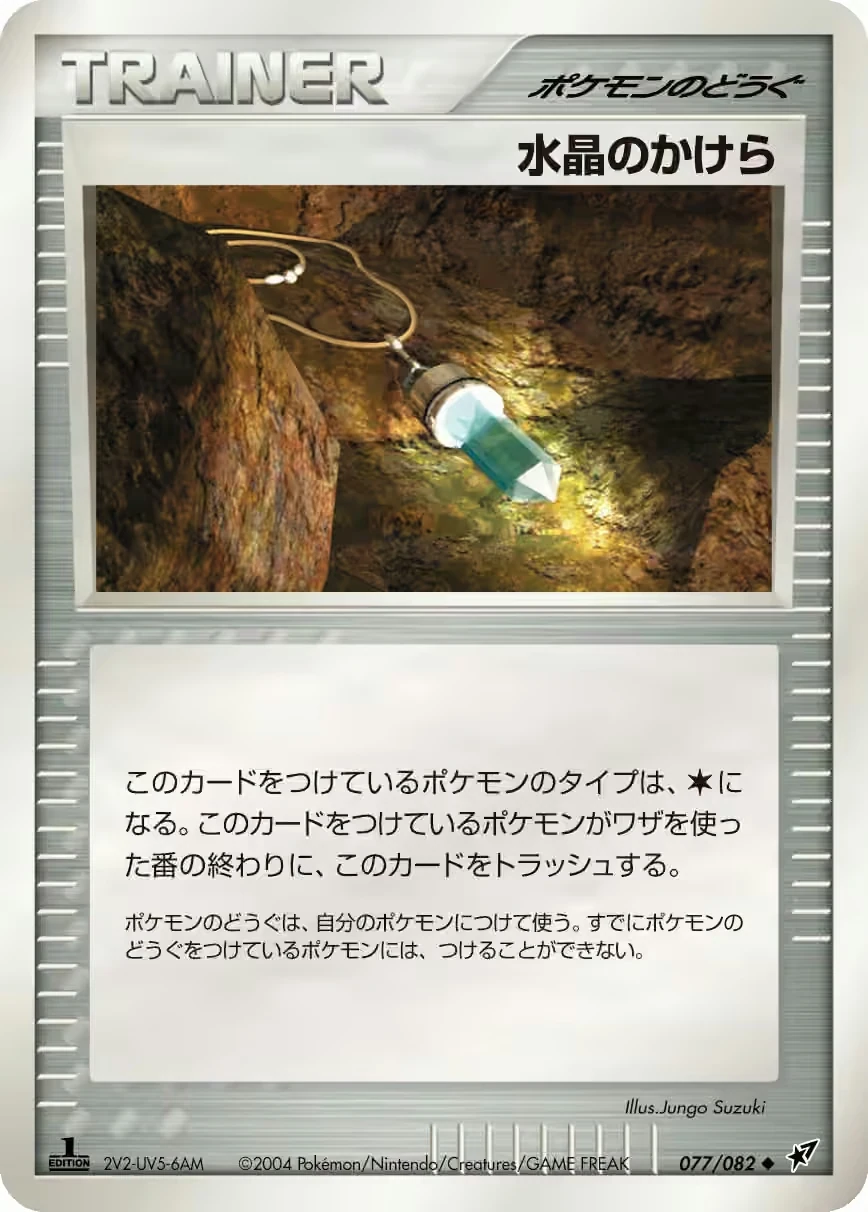 TRAINER
ポケモンのどうぐ
水晶のかけら
このカードをつけているポケモンのタイプは、✶に
なる。このカードをつけているポケモンがワザを使っ
た番の終わりに、このカードをトラッシュする。
ポケモンのどうぐは、自分のポケモンにつけて使う。すでにポケモンの
どうぐをつけているポケモンには、つけることができない。
Illus.Jungo Suzuki
1 EDITION 2V2-UV5-6AM ©2004 Pokémon/Nintendo/Creatures/GAME FREAK 077/082 ◆